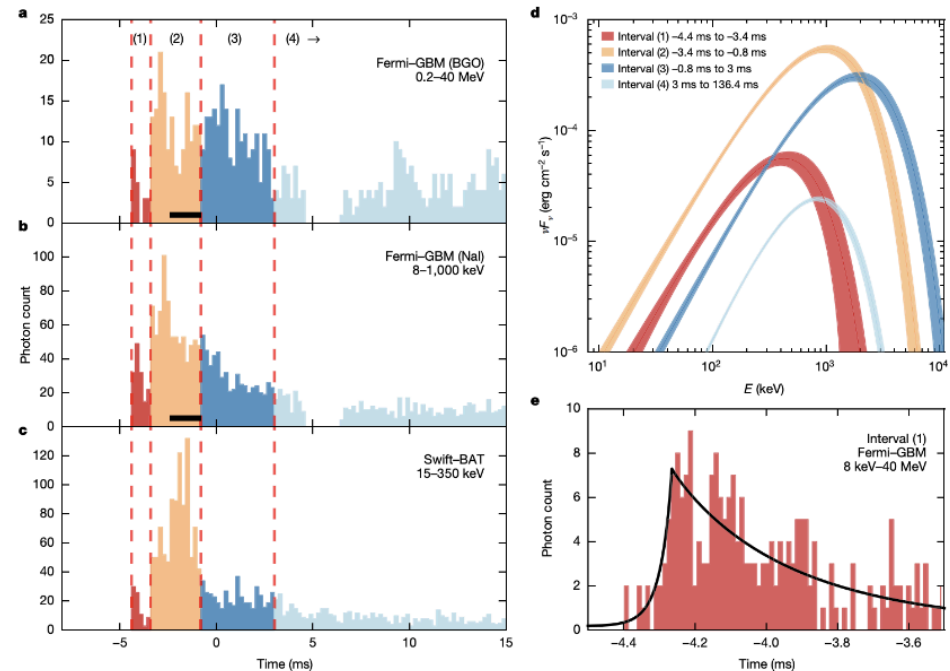 a
25
20
15
10
5
0
(1)
(2)
(3)
(4) →
Fermi–GBM (BGO)
0.2–40 MeV
b
100
80
60
40
20
0
Fermi–GBM (NaI)
8–1,000 keV
Photon count
c
120
100
80
60
40
20
0
Swift–BAT
15–350 keV
−5
0
5
10
15
Time (ms)
d
10⁻³
10⁻⁴
10⁻⁵
10⁻⁶
νFν (erg cm⁻² s⁻¹)
Interval (1) −4.4 ms to −3.4 ms
Interval (2) −3.4 ms to −0.8 ms
Interval (3) −0.8 ms to 3 ms
Interval (4) 3 ms to 136.4 ms
10¹
10²
10³
10⁴
E (keV)
e
10
8
6
4
2
0
Photon count
Interval (1)
Fermi–GBM
8 keV–40 MeV
−4.4
−4.2
−4.0
−3.8
−3.6
Time (ms)